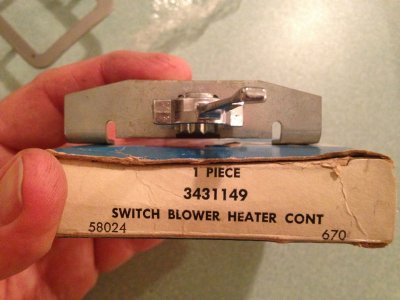 1 PIECE
3431149
SWITCH BLOWER HEATER CONT
58024 670